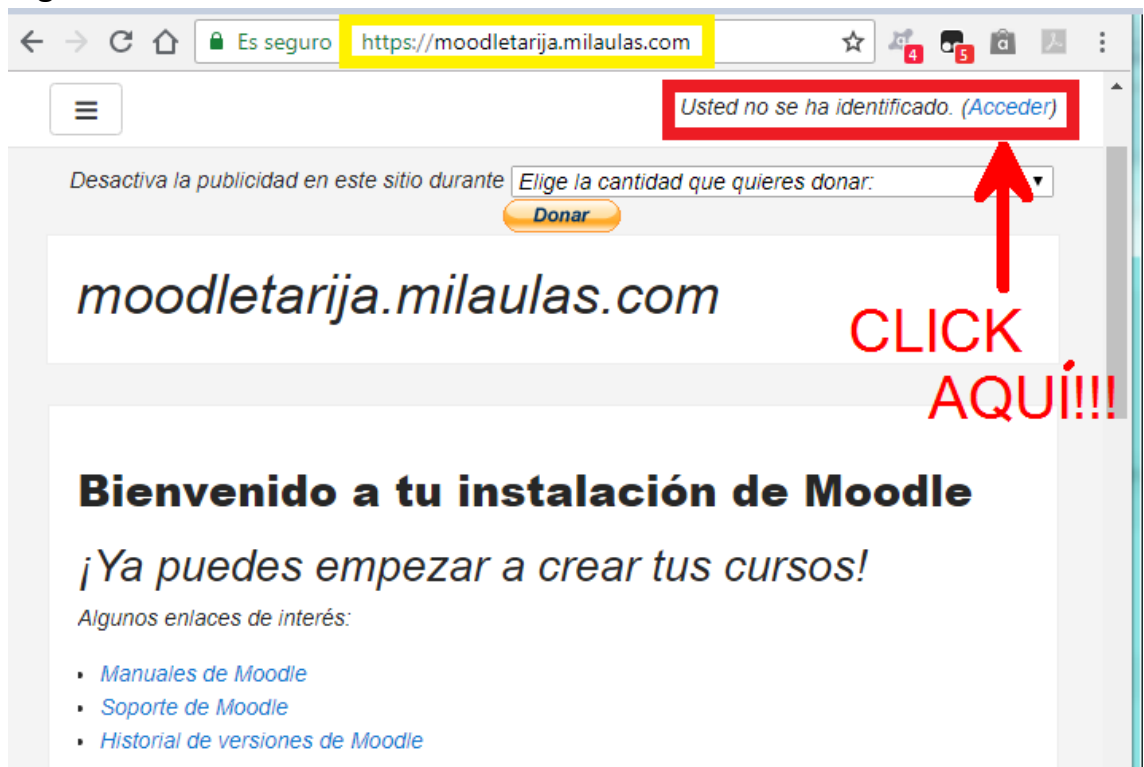 Es seguro https://moodletarija.milaulas.com
4 5 a
Usted no se ha identificado. (Acceder)
Desactiva la publicidad en este sitio durante Elige la cantidad que quieres donar:
Donar
moodletarija.milaulas.com
CLICK
AQUÍ!!!
Bienvenido a tu instalación de Moodle
¡Ya puedes empezar a crear tus cursos!
Algunos enlaces de interés:
• Manuales de Moodle
• Soporte de Moodle
• Historial de versiones de Moodle